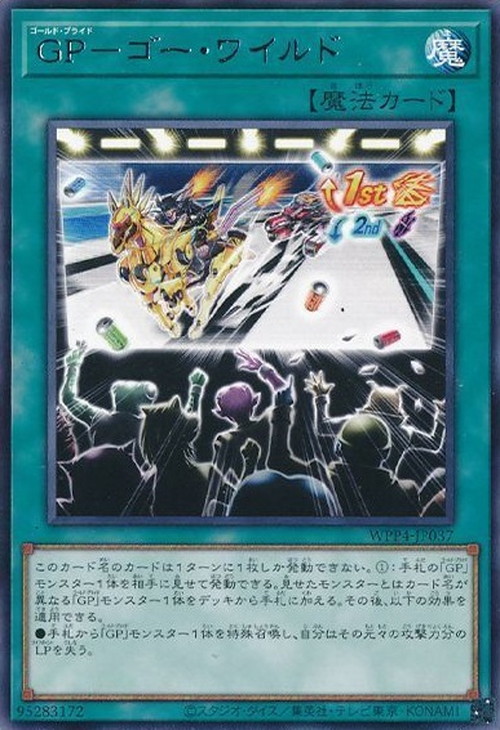 ゴールド・プライド
GP－ゴー・ワイルド
魔
【魔法カード】
1st
2nd
WPP4-JP037
このカード名のカードは1ターンに1枚しか発動できない。①：手札の「GP」
モンスター1体を相手に見せて発動できる。見せたモンスターとはカード名が
異なる「GP」モンスター1体をデッキから手札に加える。その後、以下の効果を
適用できる。
●手札から「GP」モンスター1体を特殊召喚し、自分はその元々の攻撃力分の
LPを失う。
95283172
©スタジオ・ダイス／集英社・テレビ東京・KONAMI